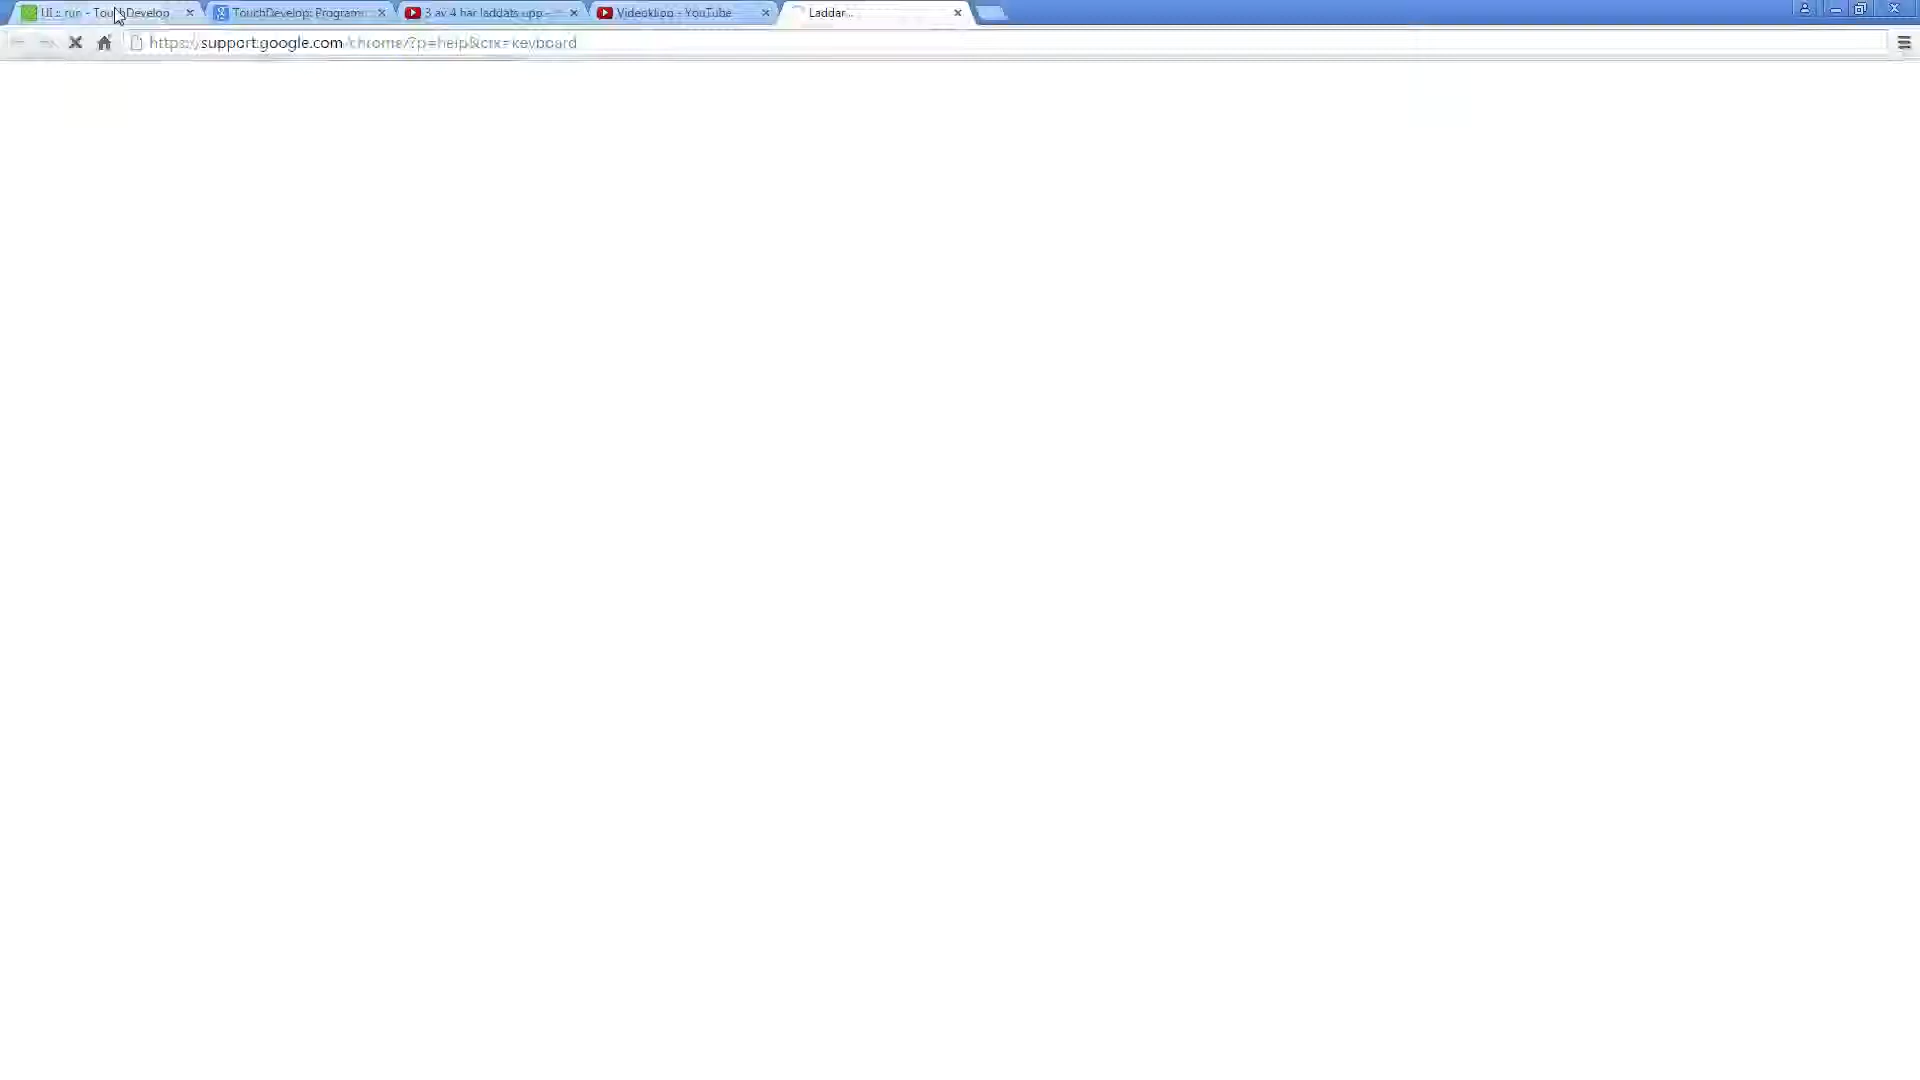 UI :: run - TouchDevelop
TouchDevelop: Program
3 av 4 har laddats upp -
Videoklipp - YouTube
Laddar...
https://support.google.com/chrome/?p=help&ctx=keyboard